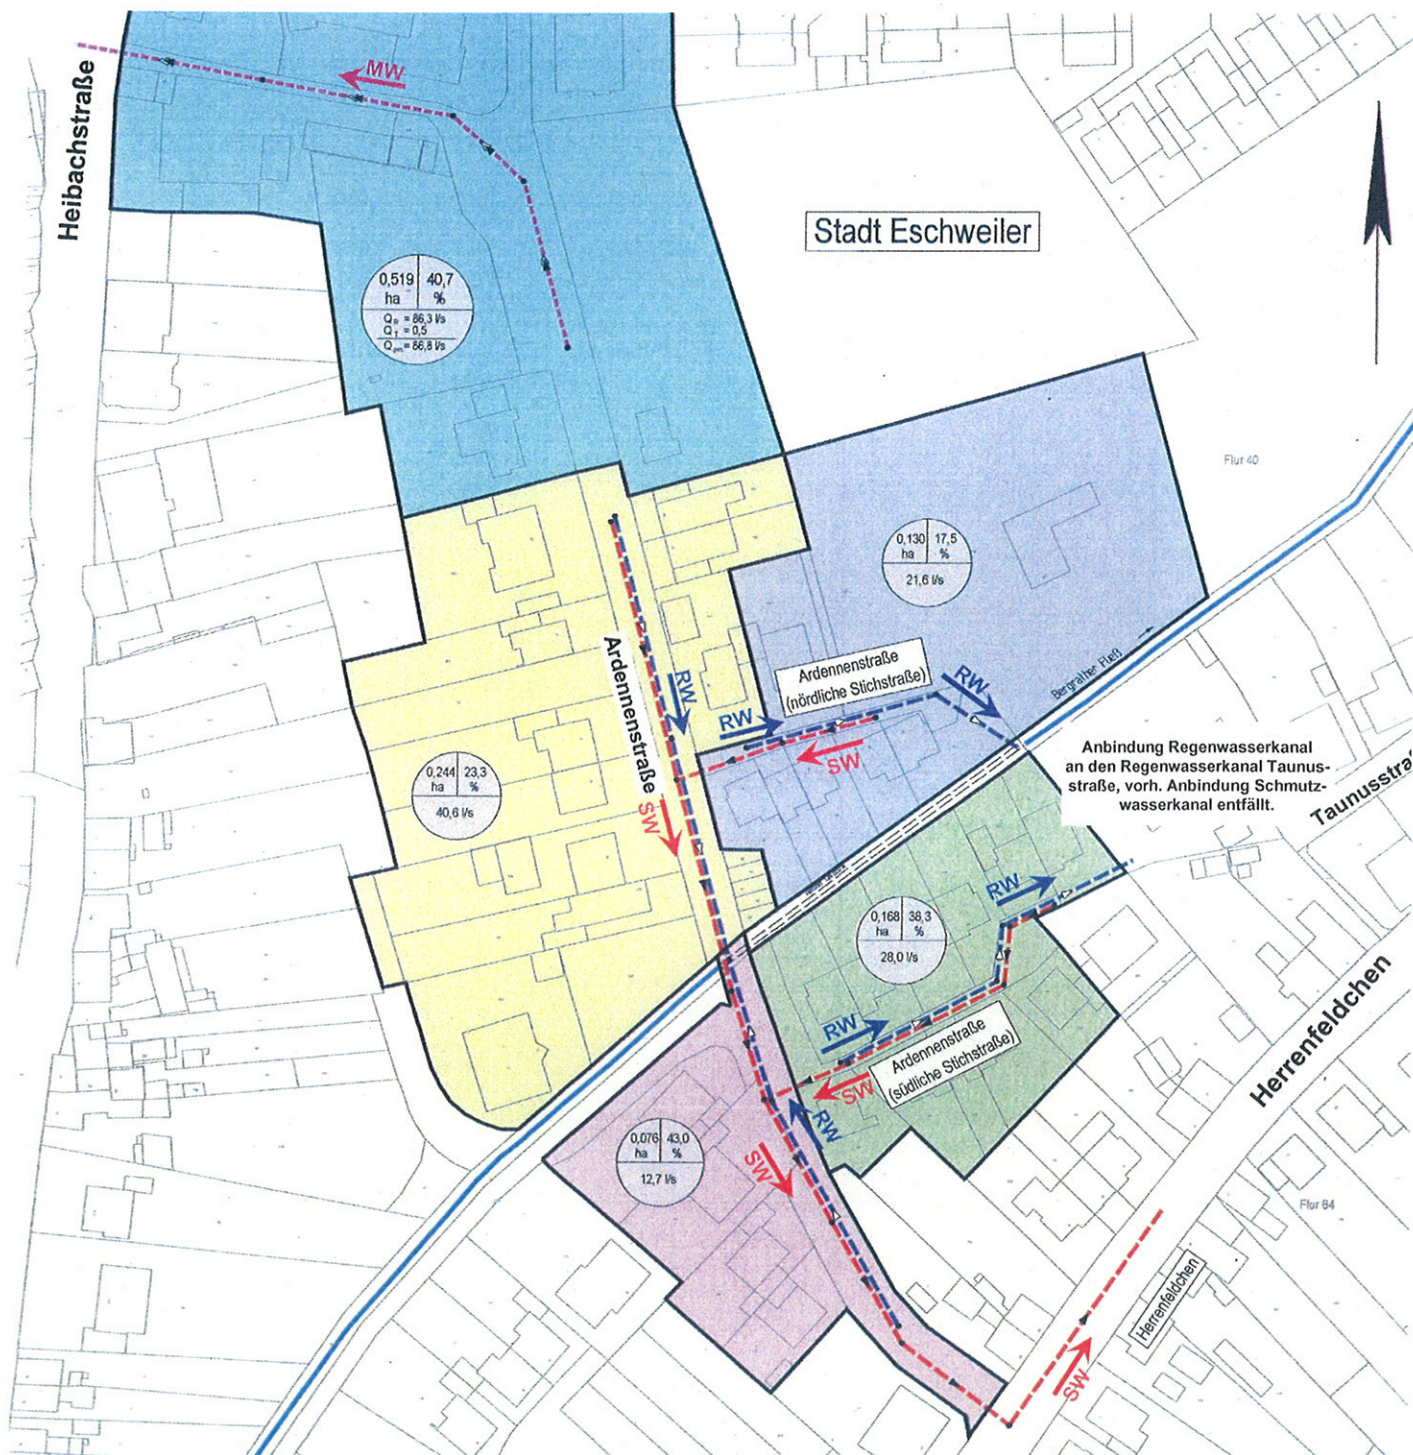 MW
Heibachstraße
Stadt Eschweiler
0,519 40,7
ha %
Q_R = 86,3 l/s
Q_T = 0,5
= 86,8 l/s
Flur 40
0,130 17,5
ha %
21,6 l/s
Ardennenstraße
RW
Ardennenstraße
(nördliche Stichstraße)
RW
RW
SW
Bergrather Fließ
0,244 23,3
ha %
40,6 l/s
SW
Anbindung Regenwasserkanal
an den Regenwasserkanal Taunus-
straße, vorh. Anbindung Schmutz-
wasserkanal entfällt.
Taunusstraß
0,168 38,3
ha %
28,0 l/s
RW
RW
Ardennenstraße
(südliche Stichstraße)
SW
RW
Herrenfeldchen
0,076 43,0
ha %
12,7 l/s
SW
Flur 84
Herrenfeldchen
SW